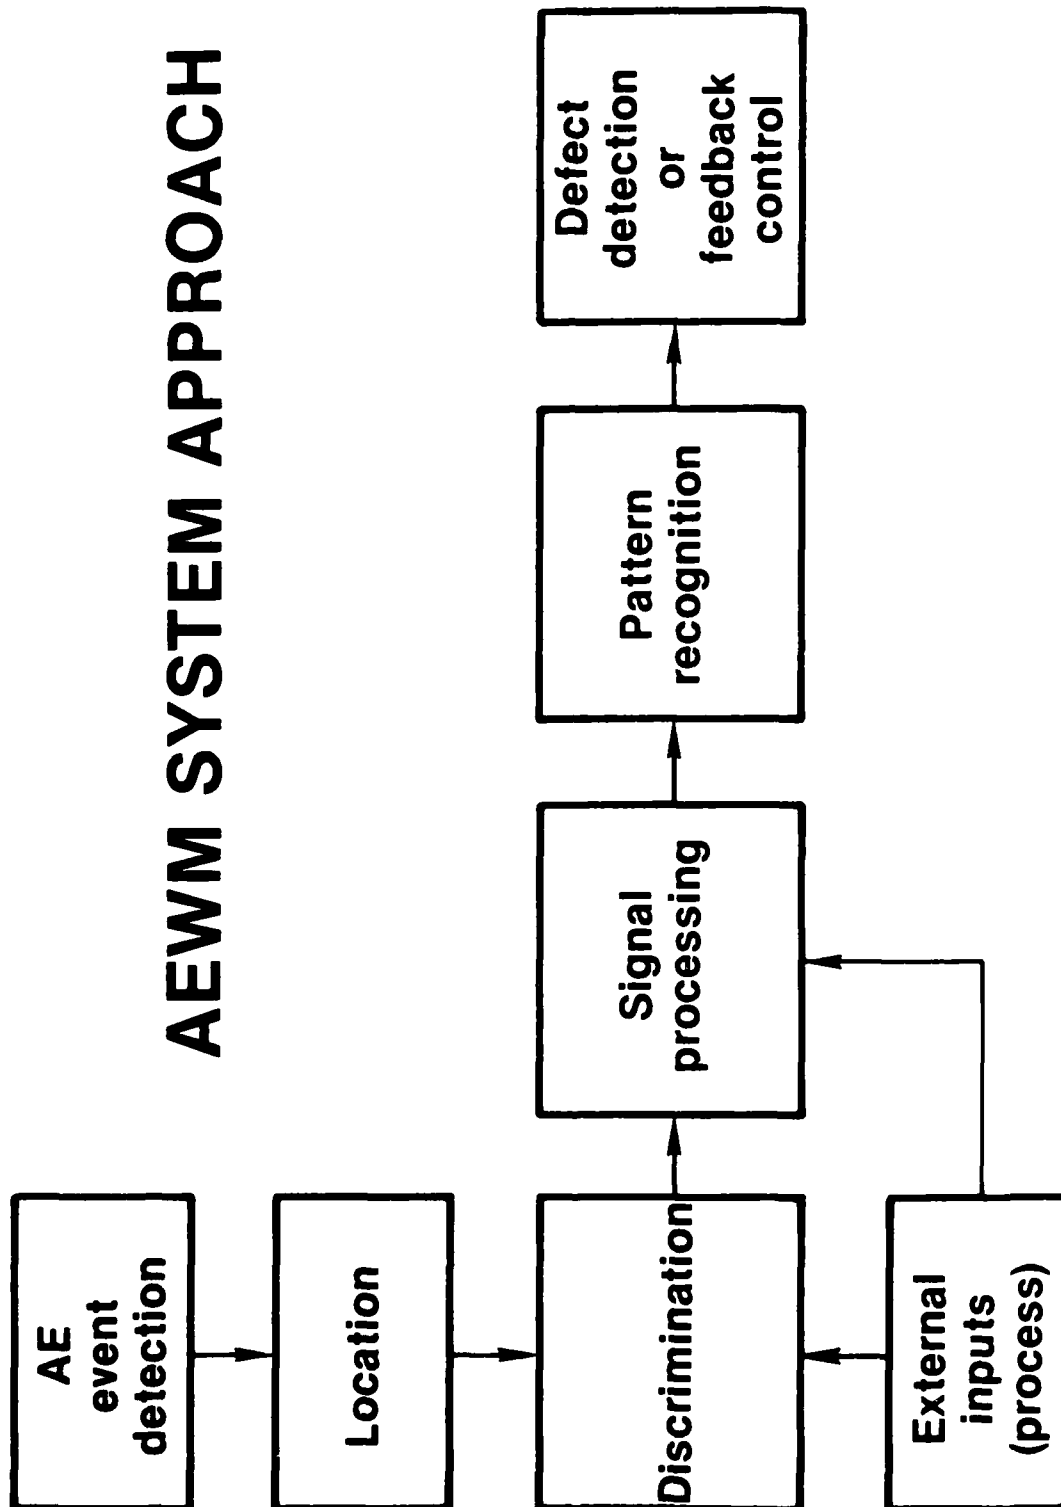 AEWM SYSTEM APPROACH
AE
event
detection
Location
Discrimination
External
inputs
(process)
Signal
processing
Pattern
recognition
Defect
detection
or
feedback
control